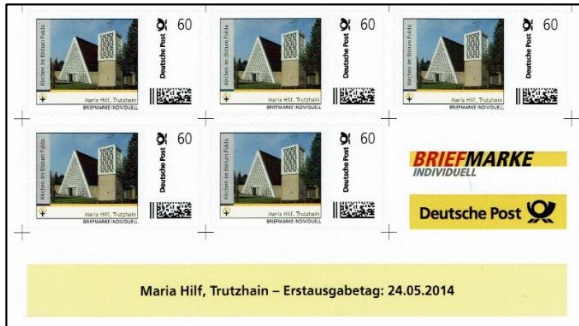 Kirchen im Bistum Fulda
Deutsche Post
60
Maria Hilf, Trutzhain
BRIEFMARKE INDIVIDUELL
Kirchen im Bistum Fulda
Deutsche Post
60
Maria Hilf, Trutzhain
BRIEFMARKE INDIVIDUELL
Kirchen im Bistum Fulda
Deutsche Post
60
Maria Hilf, Trutzhain
BRIEFMARKE INDIVIDUELL
Kirchen im Bistum Fulda
Deutsche Post
60
Maria Hilf, Trutzhain
BRIEFMARKE INDIVIDUELL
Kirchen im Bistum Fulda
Deutsche Post
60
Maria Hilf, Trutzhain
BRIEFMARKE INDIVIDUELL
BRIEFMARKE
INDIVIDUELL
Deutsche Post
Maria Hilf, Trutzhain – Erstausgabetag: 24.05.2014